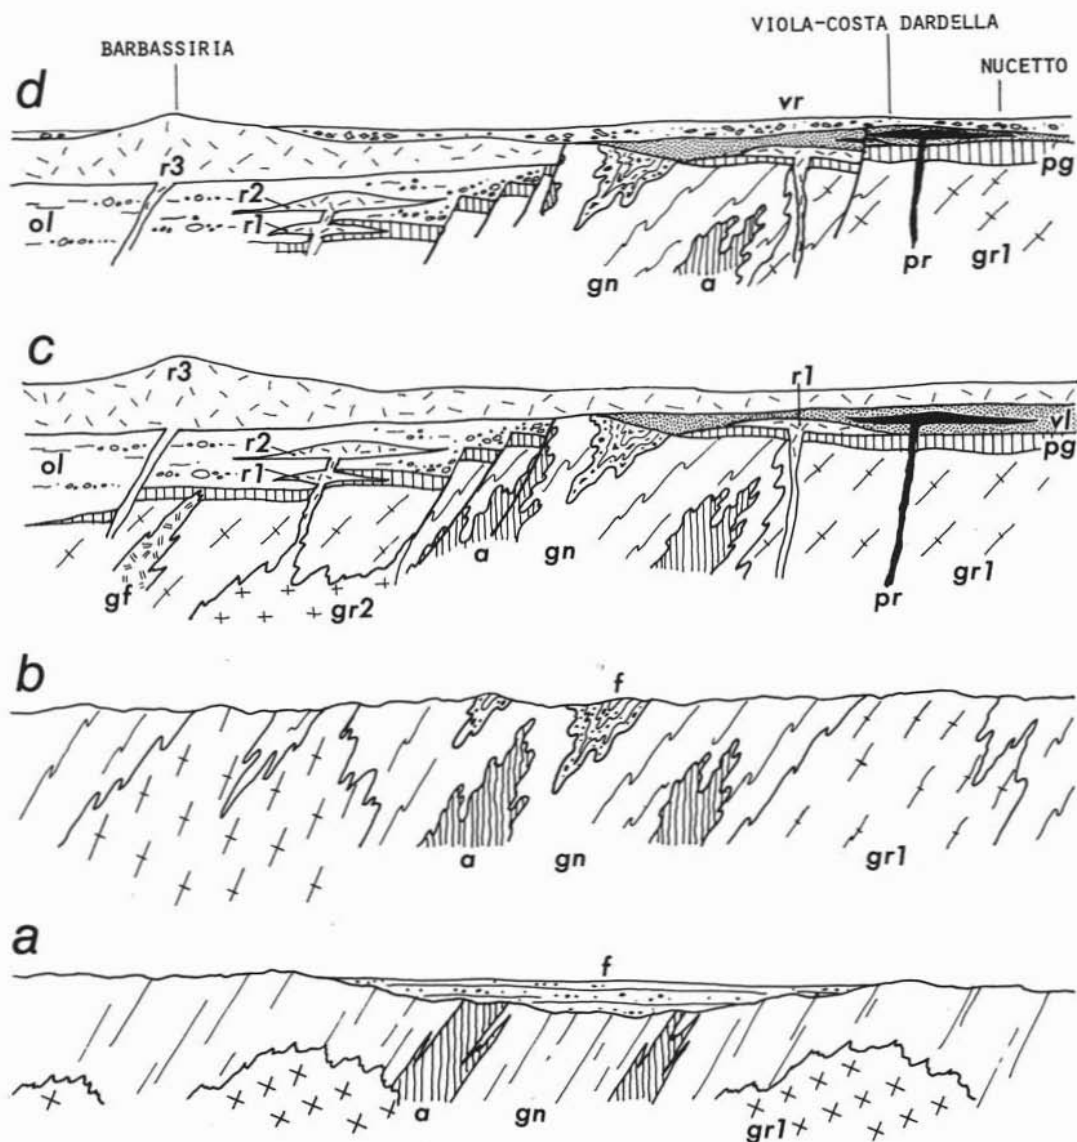 BARBASSIRIA
VIOLA-COSTA DARDELLA
NUCETTO
d
vr
r3
r2
r1
ol
pg
gn
a
pr
gr1
c
r3
r1
ol
r2
r1
vl
pg
a
gn
gr1
gf
gr2
pr
b
f
a
gn
gr1
a
f
a
gn
gr1